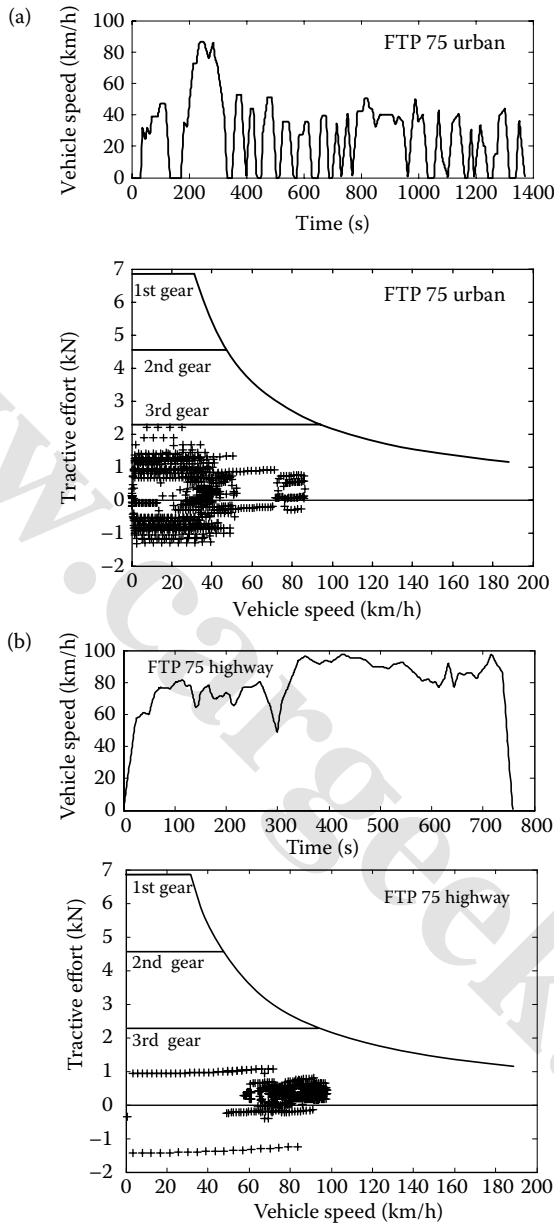 (a)
FTP 75 urban
Vehicle speed (km/h)
100
80
60
40
20
0
0 200 400 600 800 1000 1200 1400
Time (s)
FTP 75 urban
Tractive effort (kN)
7
6
5
4
3
2
1
0
−1
−2
1st gear
2nd gear
3rd gear
0 20 40 60 80 100 120 140 160 180 200
Vehicle speed (km/h)
(b)
FTP 75 highway
Vehicle speed (km/h)
100
80
60
40
20
0
0 100 200 300 400 500 600 700 800
Time (s)
FTP 75 highway
Tractive effort (kN)
7
6
5
4
3
2
1
0
−1
−2
1st gear
2nd gear
3rd gear
0 20 40 60 80 100 120 140 160 180 200
Vehicle speed (km/h)
w.cargeek